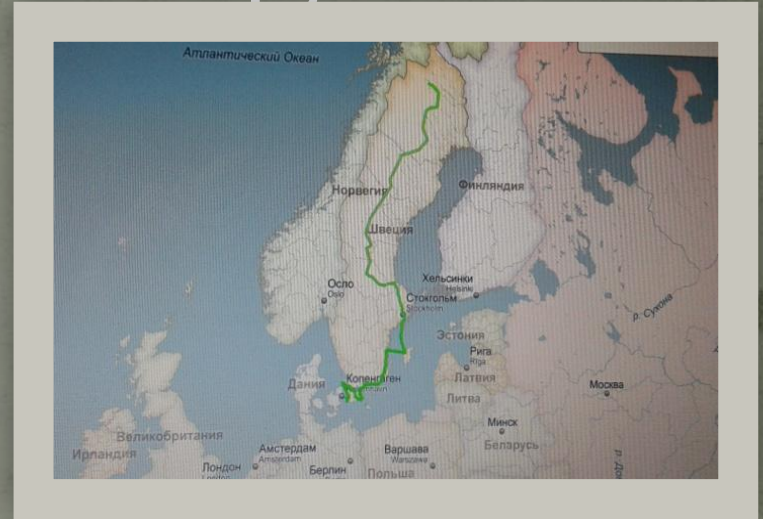 Атлантический Океан
Норвегия
Финляндия
Швеция
Осло
Oslo
Хельсинки
Helsinki
Стокгольм
Stockholm
р. Сухона
Эстония
Рига
Rīga
Дания
Копенгаген
Латвия
Литва
Москва
Великобритания
Ирландия
Минск
Беларусь
Амстердам
Amsterdam
Лондон
Берлин
Варшава
Warszawa
Польша